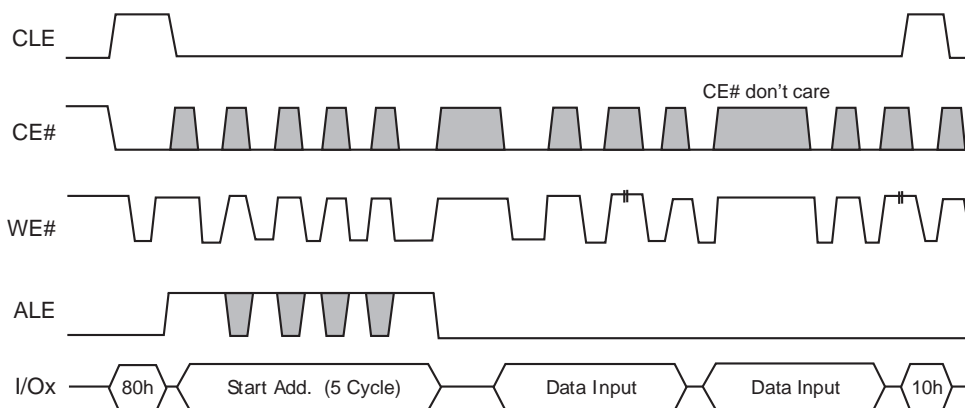 CLE
CE# don't care
CE#
WE#
ALE
I/Ox 80h Start Add. (5 Cycle) Data Input Data Input 10h